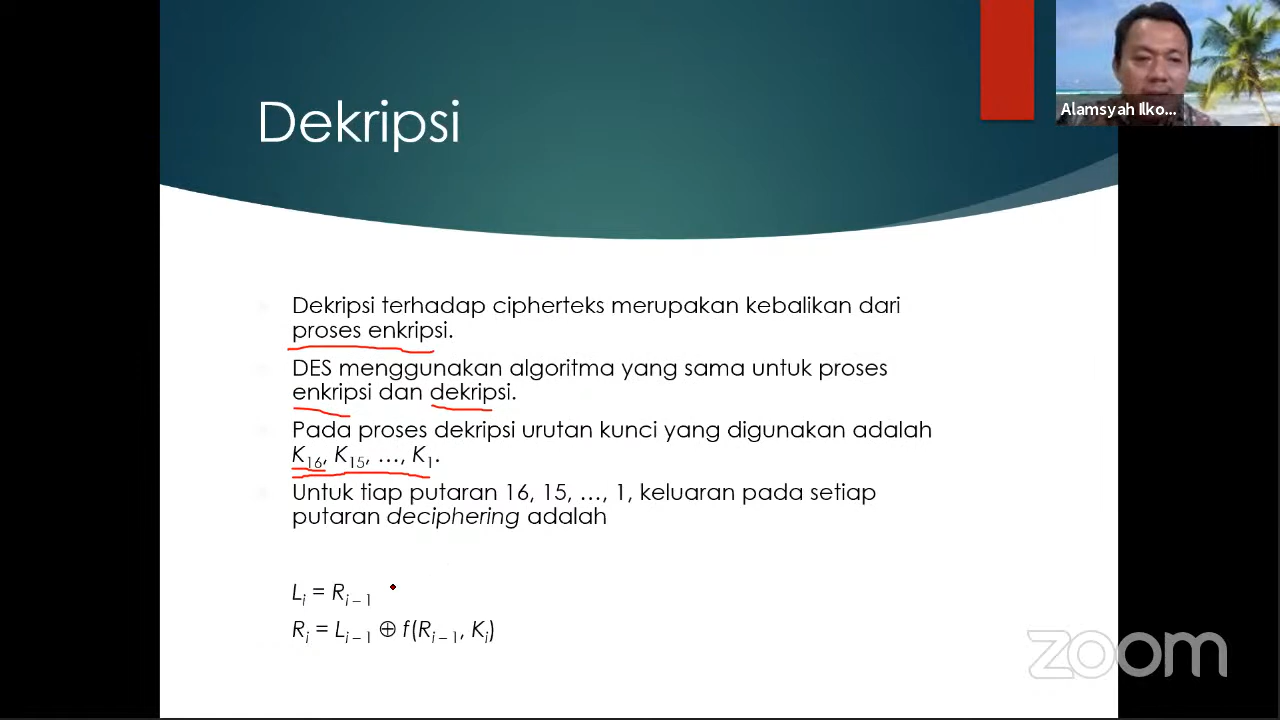 Dekripsi
Alamsyah Ilko...
Dekripsi terhadap cipherteks merupakan kebalikan dari
proses enkripsi.
DES menggunakan algoritma yang sama untuk proses
enkripsi dan dekripsi.
Pada proses dekripsi urutan kunci yang digunakan adalah
K₁₆, K₁₅, …, K₁.
Untuk tiap putaran 16, 15, …, 1, keluaran pada setiap
putaran deciphering adalah
Lᵢ = Rᵢ₋₁
Rᵢ = Lᵢ₋₁ ⊕ f(Rᵢ₋₁, Kᵢ)
zoom